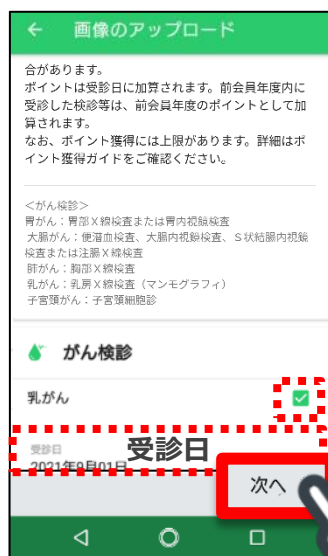 ← 画像のアップロード
合があります。
ポイントは受診日に加算されます。前会員年度内に
受診した検診等は、前会員年度のポイントとして加
算されます。
なお、ポイント獲得には上限があります。詳細はポ
イント獲得ガイドをご確認ください。
<がん検診>
胃がん：胃部Ｘ線検査または胃内視鏡検査
大腸がん：便潜血検査、大腸内視鏡検査、Ｓ状結腸内視鏡
検査または注腸Ｘ線検査
肺がん：胸部Ｘ線検査
乳がん：乳房Ｘ線検査（マンモグラフィ）
子宮頸がん：子宮頸細胞診
がん検診
乳がん
受診日
受診日
2021年9月01日
次へ